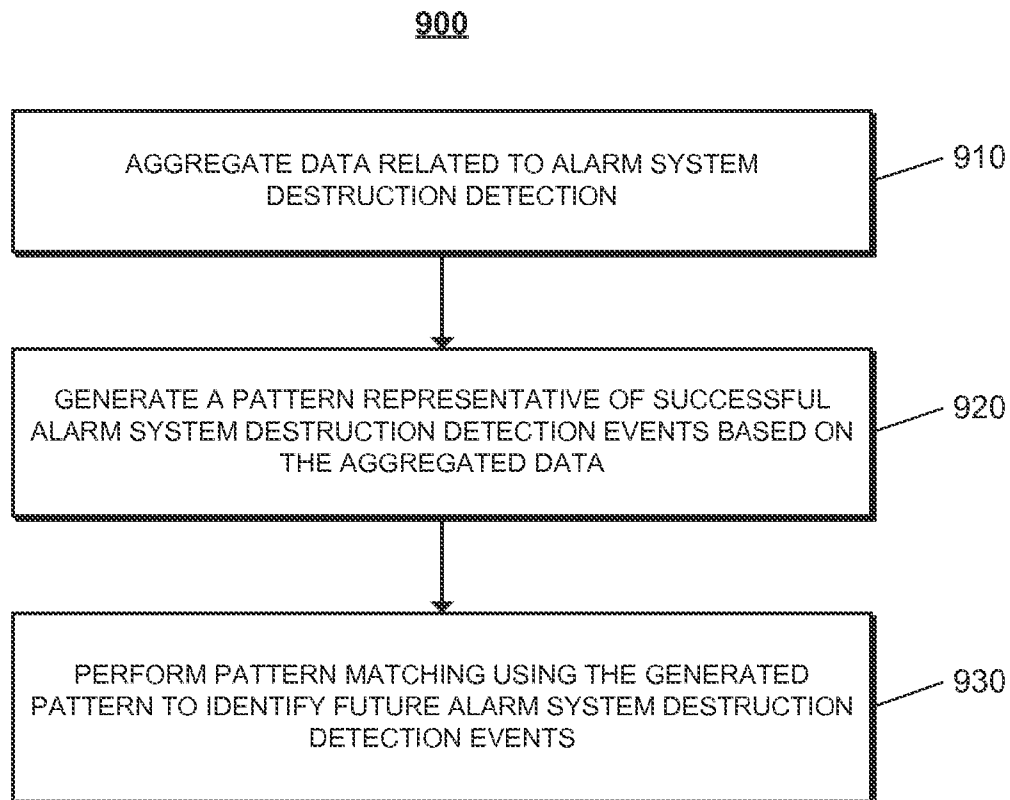 900
AGGREGATE DATA RELATED TO ALARM SYSTEM
DESTRUCTION DETECTION
910
GENERATE A PATTERN REPRESENTATIVE OF SUCCESSFUL
ALARM SYSTEM DESTRUCTION DETECTION EVENTS BASED ON
THE AGGREGATED DATA
920
PERFORM PATTERN MATCHING USING THE GENERATED
PATTERN TO IDENTIFY FUTURE ALARM SYSTEM DESTRUCTION
DETECTION EVENTS
930